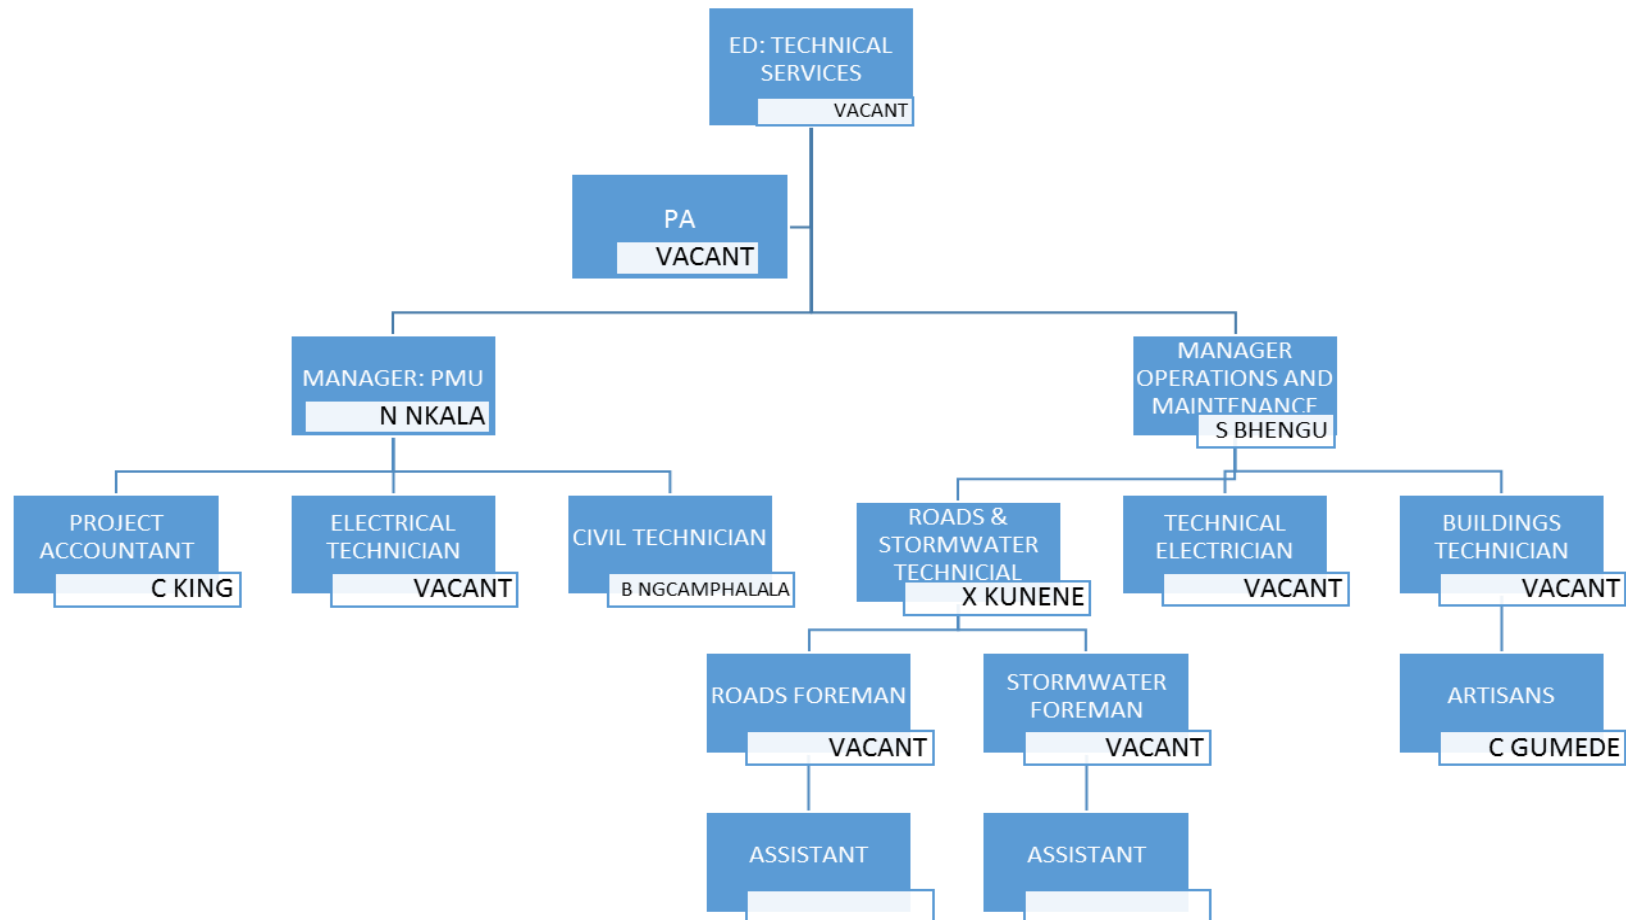 ED: TECHNICAL
SERVICES
VACANT
PA
VACANT
MANAGER: PMU
N NKALA
MANAGER
OPERATIONS AND
MAINTENANCE
S BHENGU
PROJECT
ACCOUNTANT
C KING
ELECTRICAL
TECHNICIAN
VACANT
CIVIL TECHNICIAN
B NGCAMPHALALA
ROADS &
STORMWATER
TECHNICIAL
X KUNENE
TECHNICAL
ELECTRICIAN
VACANT
BUILDINGS
TECHNICIAN
VACANT
ROADS FOREMAN
VACANT
STORMWATER
FOREMAN
VACANT
ARTISANS
C GUMEDE
ASSISTANT
ASSISTANT